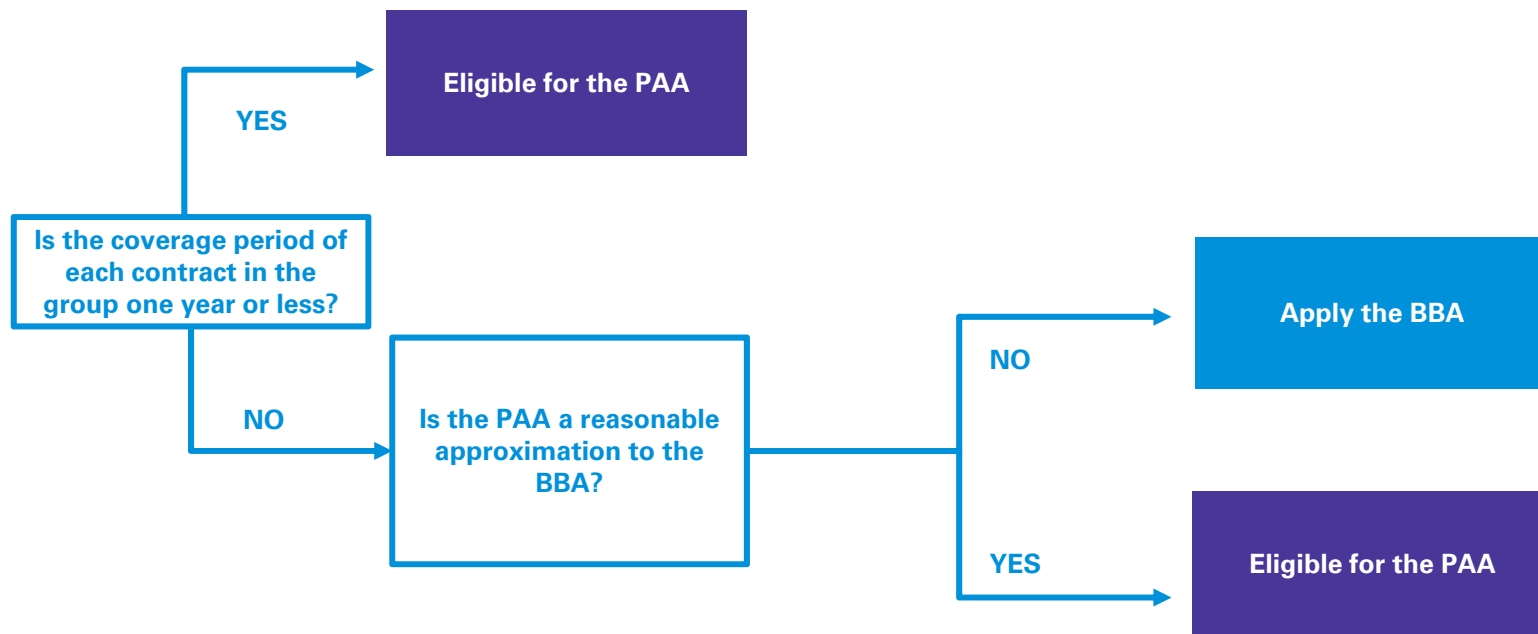 Eligible for the PAA
YES
Is the coverage period of
each contract in the
group one year or less?
NO
Is the PAA a reasonable
approximation to the
BBA?
NO
Apply the BBA
YES
Eligible for the PAA